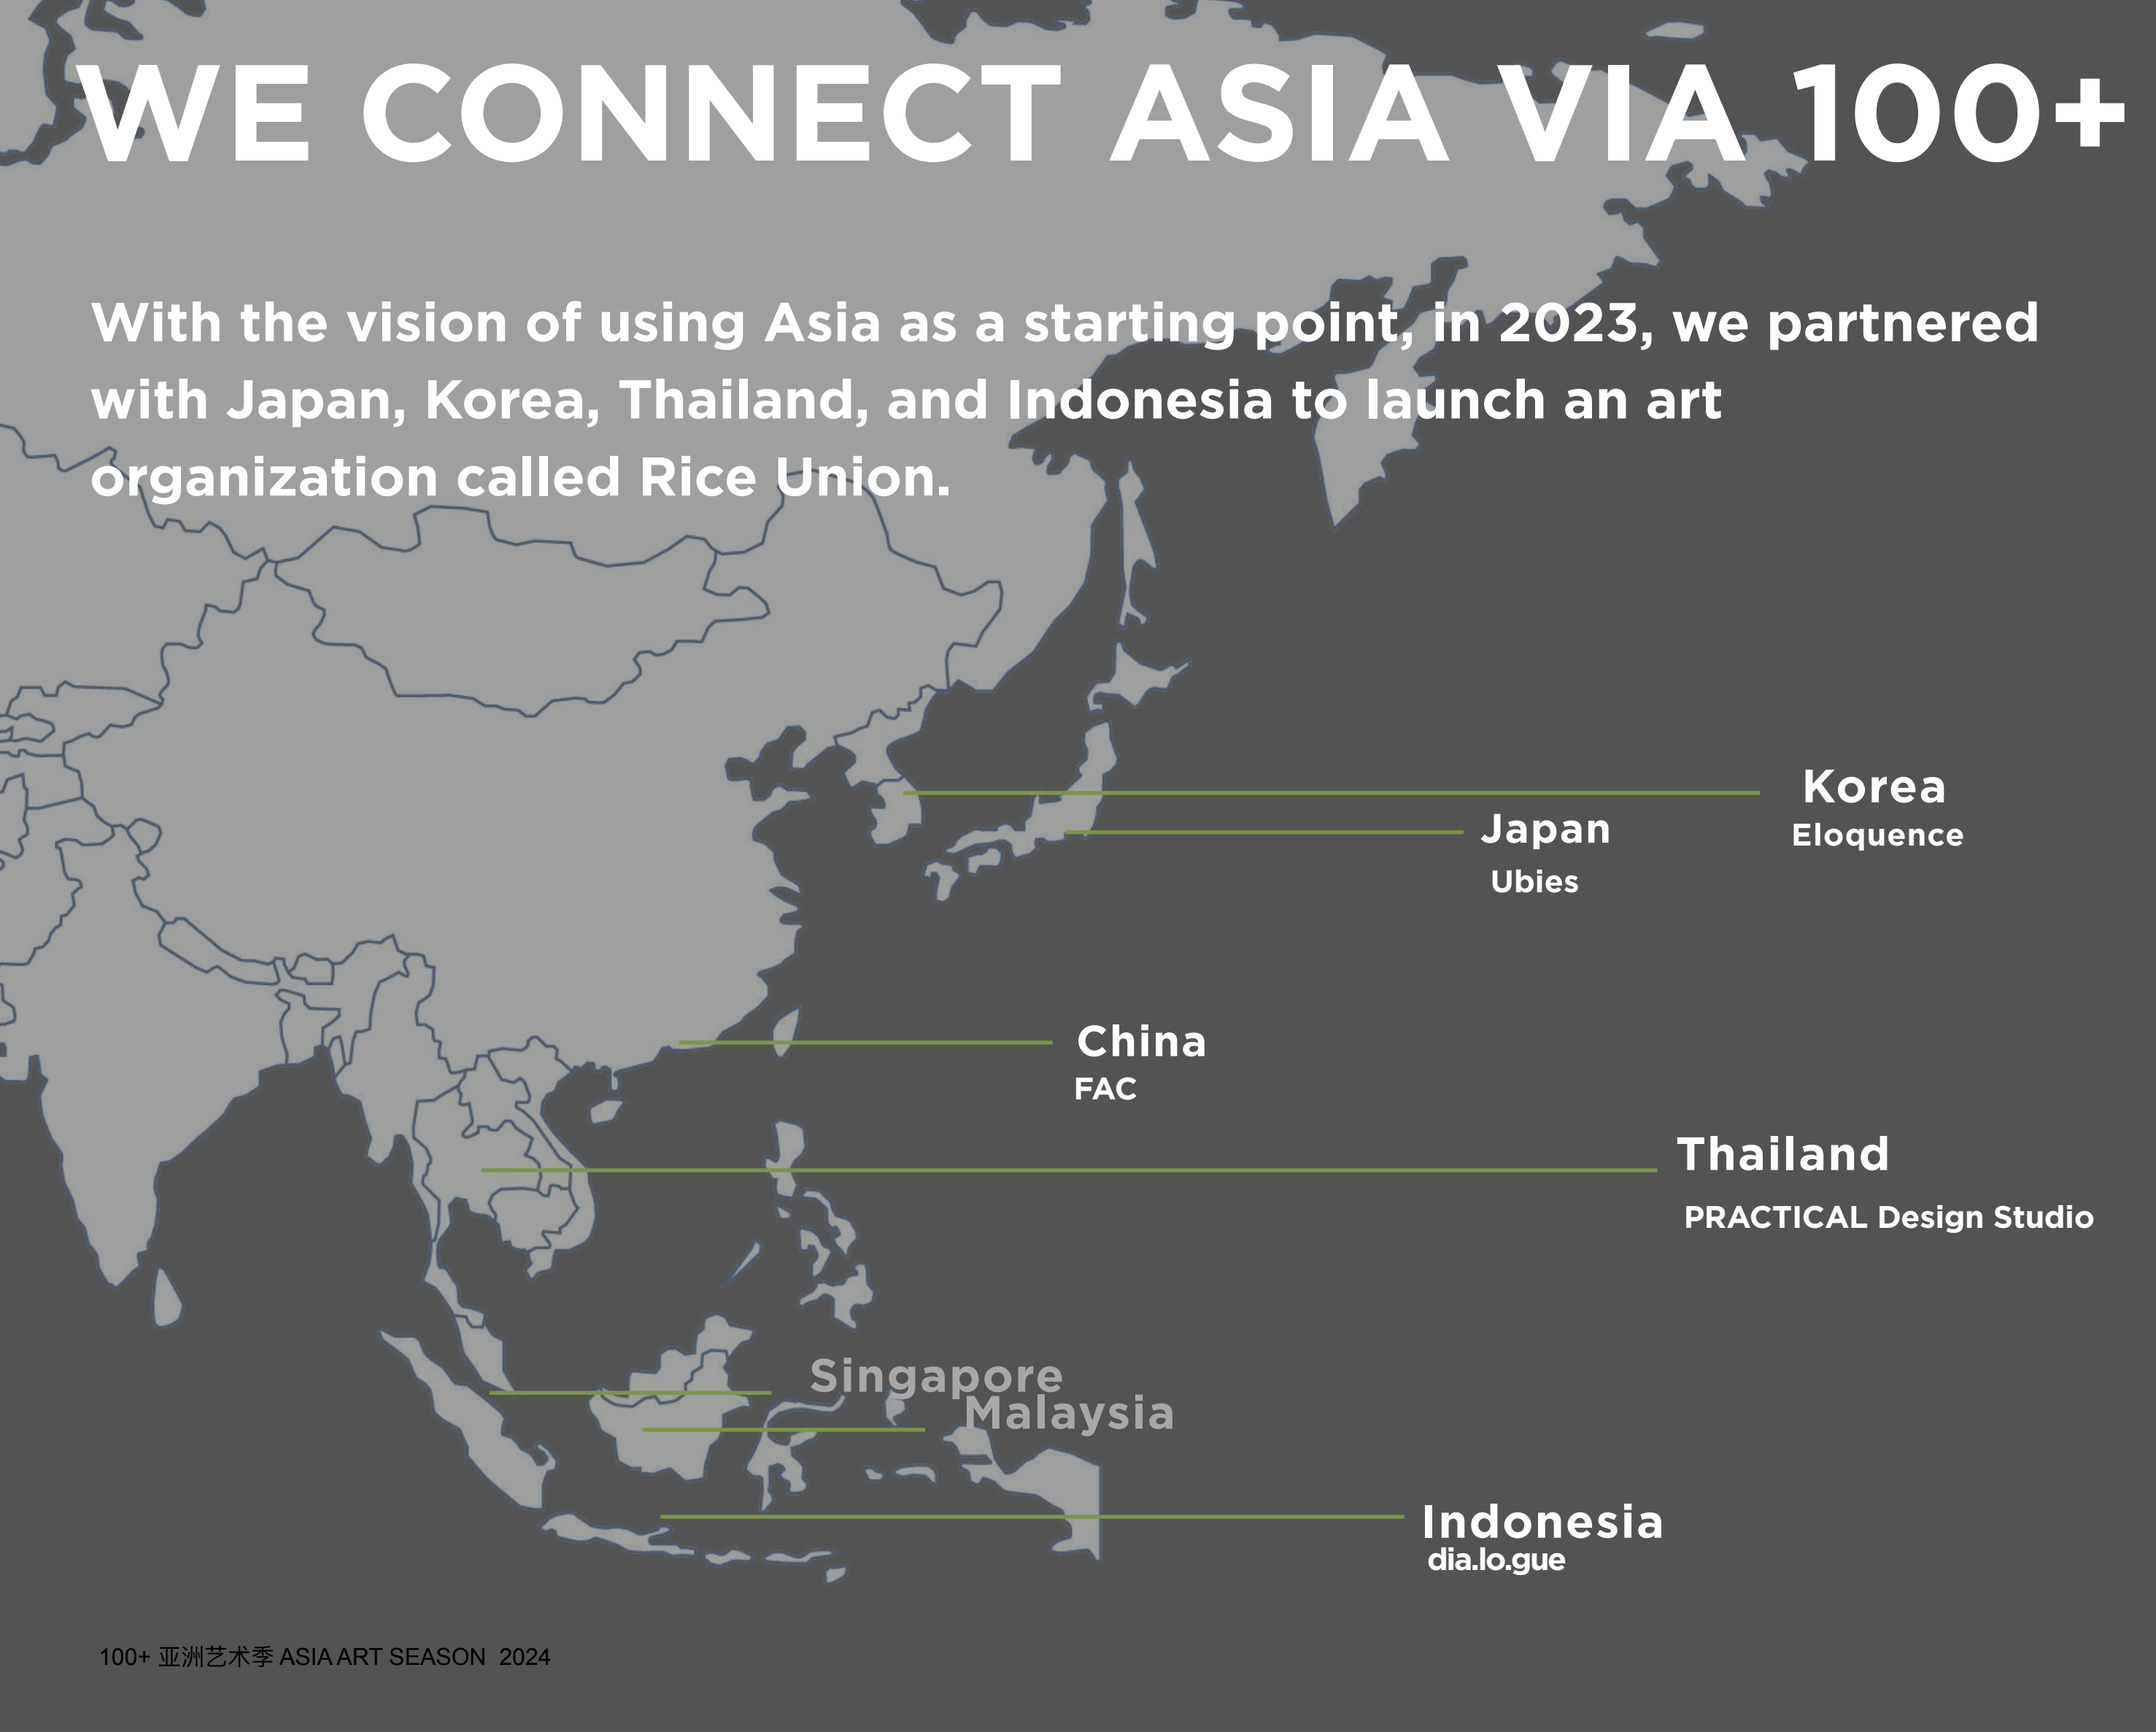 WE CONNECT ASIA VIA 100+
With the vision of using Asia as a starting point, in 2023, we partnered
with Japan, Korea, Thailand, and Indonesia to launch an art
organization called Rice Union.
Korea
Eloquence
Japan
Ubies
China
FAC
Thailand
PRACTICAL Design Studio
Singapore
Malaysia
Indonesia
dia.lo.gue
100+ 亚洲艺术季 ASIA ART SEASON 2024